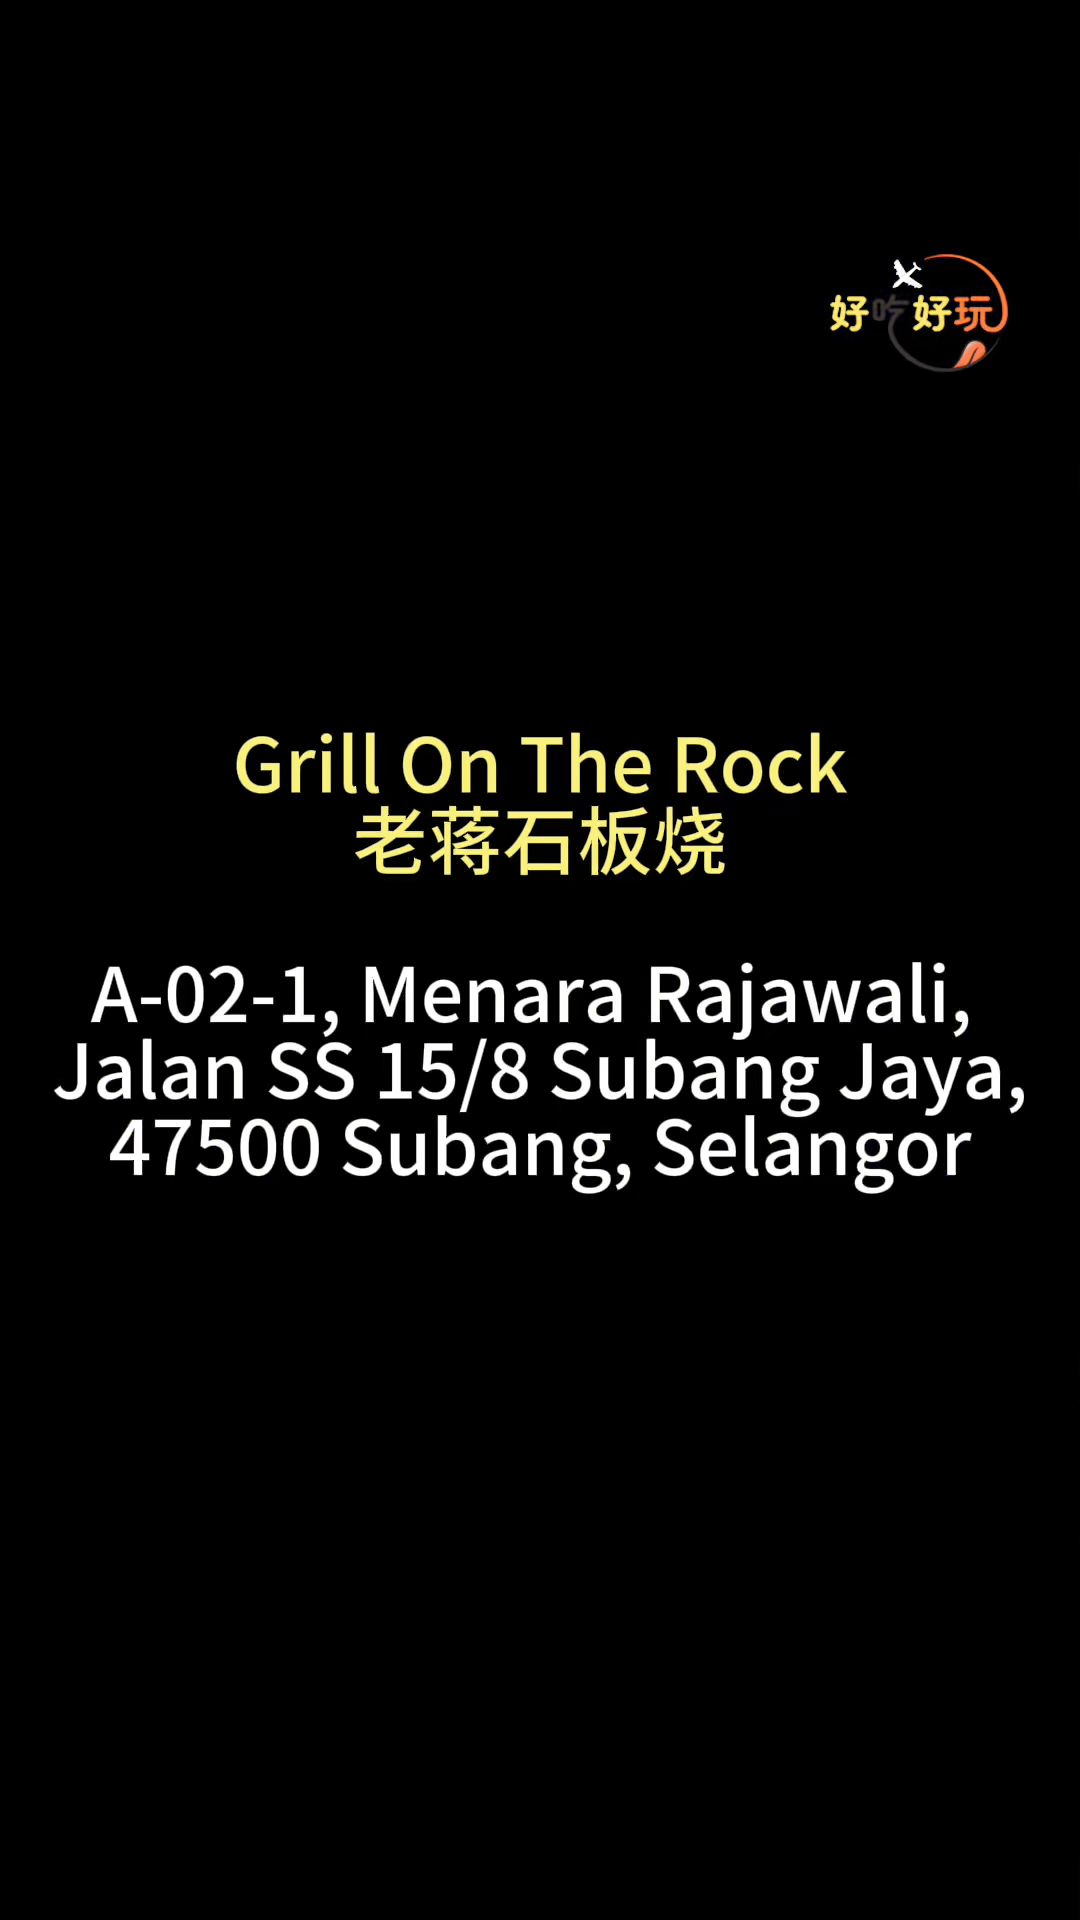 好吃好玩
Grill On The Rock
老蒋石板烧
A-02-1, Menara Rajawali,
Jalan SS 15/8 Subang Jaya,
47500 Subang, Selangor